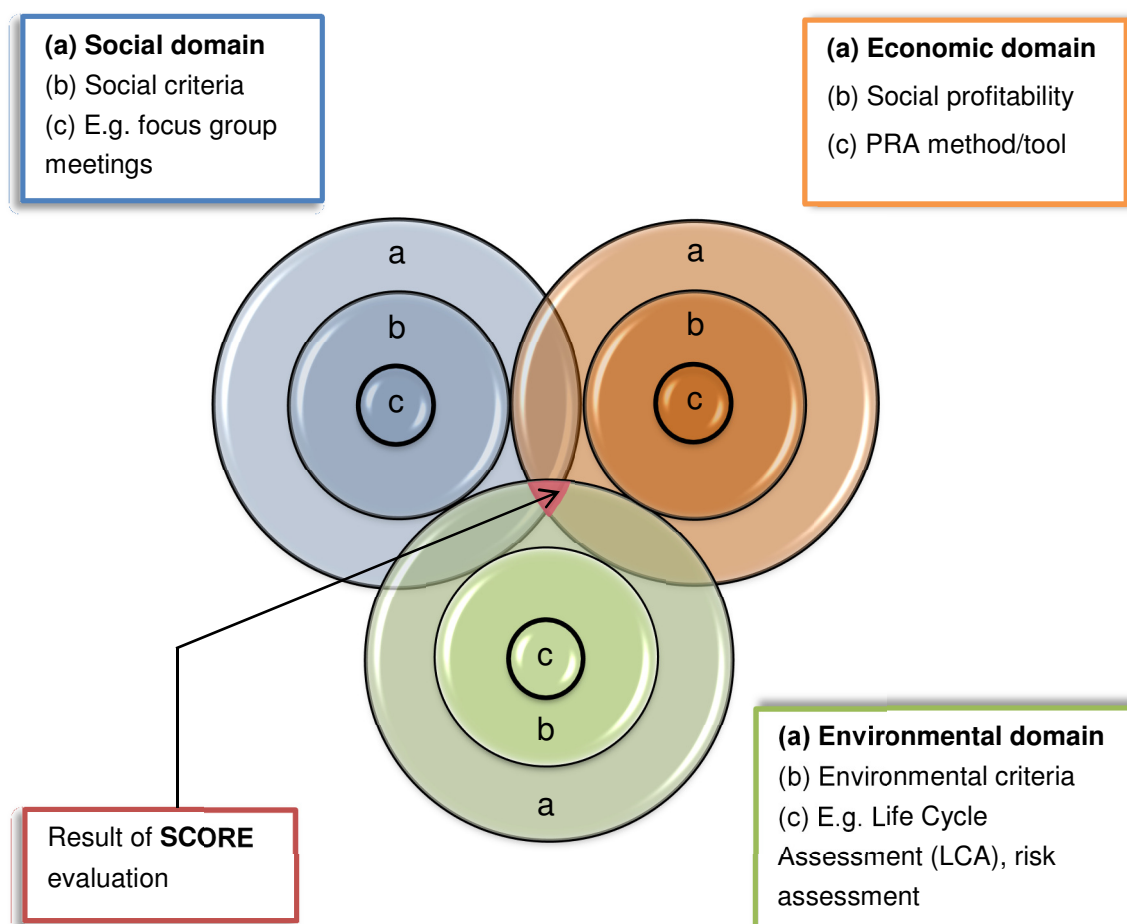 (a) Social domain
(b) Social criteria
(c) E.g. focus group
meetings
(a) Economic domain
(b) Social profitability
(c) PRA method/tool
a
a
b
b
c
c
c
b
a
(a) Environmental domain
(b) Environmental criteria
(c) E.g. Life Cycle
Assessment (LCA), risk
assessment
Result of SCORE
evaluation